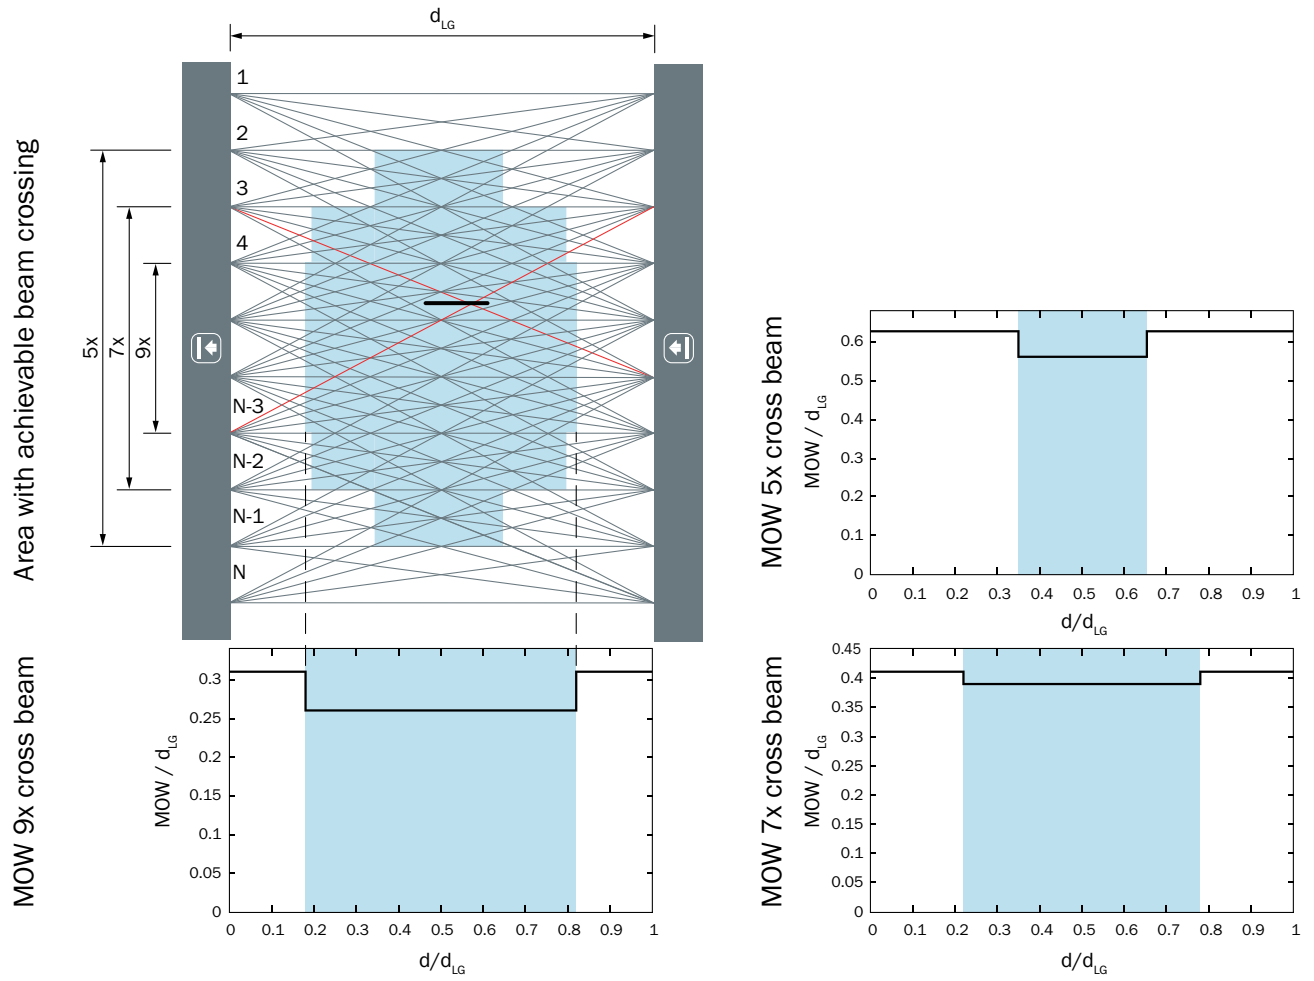 d_LG
Area with achievable beam crossing
5x
7x
9x
1
2
3
4
N-3
N-2
N-1
N
MOW 5x cross beam
MOW / d_LG
0.6
0.5
0.4
0.3
0.2
0.1
0
0 0.1 0.2 0.3 0.4 0.5 0.6 0.7 0.8 0.9 1
d/d_LG
MOW 9x cross beam
MOW / d_LG
0.3
0.25
0.2
0.15
0.1
0.05
0
0 0.1 0.2 0.3 0.4 0.5 0.6 0.7 0.8 0.9 1
d/d_LG
MOW 7x cross beam
MOW / d_LG
0.45
0.4
0.35
0.3
0.25
0.2
0.15
0.1
0.05
0
0 0.1 0.2 0.3 0.4 0.5 0.6 0.7 0.8 0.9 1
d/d_LG